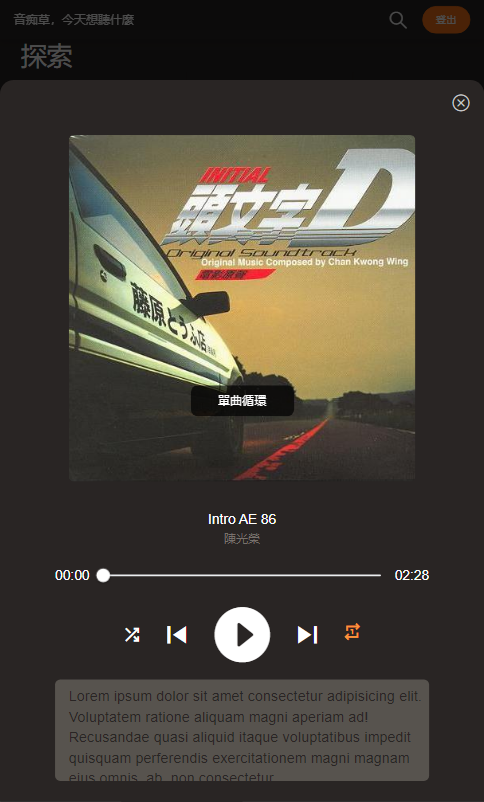 音痴草，今天想聽什麼
登出
探索
INITIAL
頭文字D
Original Soundtrack
Original Music Composed by Chan Kwong Wing
電影原聲
藤原とうふ店
單曲循環
Intro AE 86
陳光榮
00:00
02:28
1
Lorem ipsum dolor sit amet consectetur adipisicing elit.
Voluptatem ratione aliquam magni aperiam ad!
Recusandae quasi aliquid itaque voluptatibus impedit
quisquam perferendis exercitationem magni magnam
eius omnis, ab, non consectetur